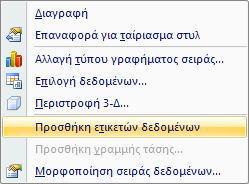 Διαγραφή
Επαναφορά για ταίριασμα στυλ
Αλλαγή τύπου γραφήματος σειράς...
Επιλογή δεδομένων...
Περιστροφή 3-Δ...
Προσθήκη ετικετών δεδομένων
Προσθήκη γραμμής τάσης...
Μορφοποίηση σειράς δεδομένων...